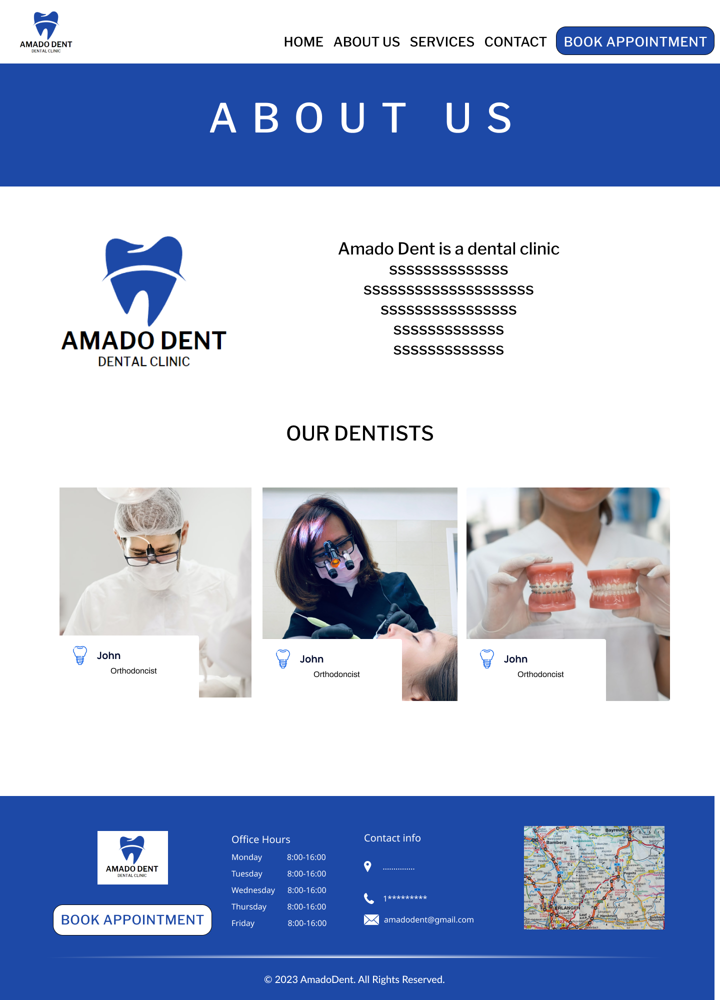 AMADO DENT
DENTAL CLINIC
HOME ABOUT US SERVICES CONTACT BOOK APPOINTMENT
ABOUT US
AMADO DENT
DENTAL CLINIC
Amado Dent is a dental clinic
ssssssssssssss
ssssssssssssssssssss
ssssssssssssssss
sssssssssssss
sssssssssssss
OUR DENTISTS
John
Orthodoncist
John
Orthodoncist
John
Orthodoncist
AMADO DENT
DENTAL CLINIC
BOOK APPOINTMENT
Office Hours
Monday 8:00-16:00
Tuesday 8:00-16:00
Wednesday 8:00-16:00
Thursday 8:00-16:00
Friday 8:00-16:00
Contact info
...............
1*********
amadodent@gmail.com
Bayreuth
Bamberg
Pegnitz
Forchheim
ERLANGEN
Lauf
Hersbruck
© 2023 AmadoDent. All Rights Reserved.